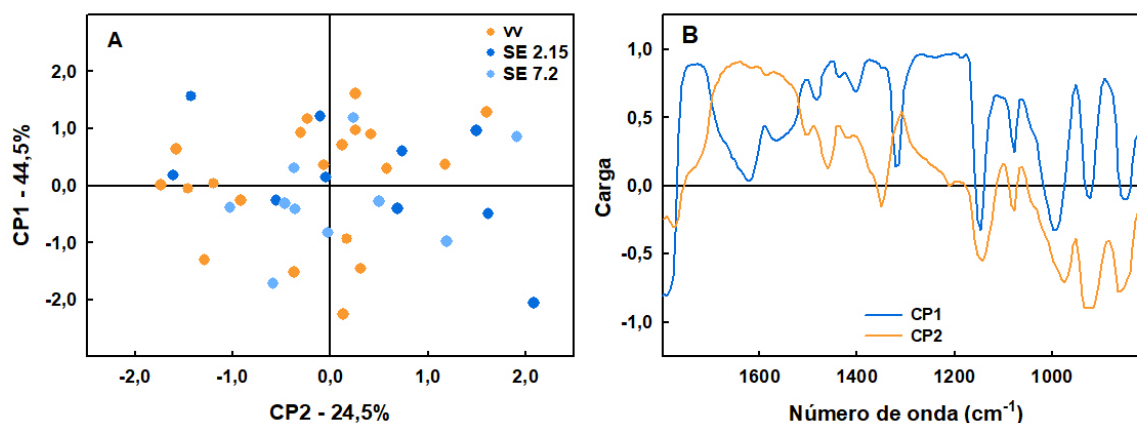 A
VV
SE 2.15
SE 7.2
2,0
1,0
0,0
-1,0
-2,0
CP1 - 44,5%
-2,0 -1,0 0,0 1,0 2,0
CP2 - 24,5%
B
1,0
0,5
0,0
-0,5
-1,0
Carga
CP1
CP2
1600 1400 1200 1000
Número de onda (cm⁻¹)